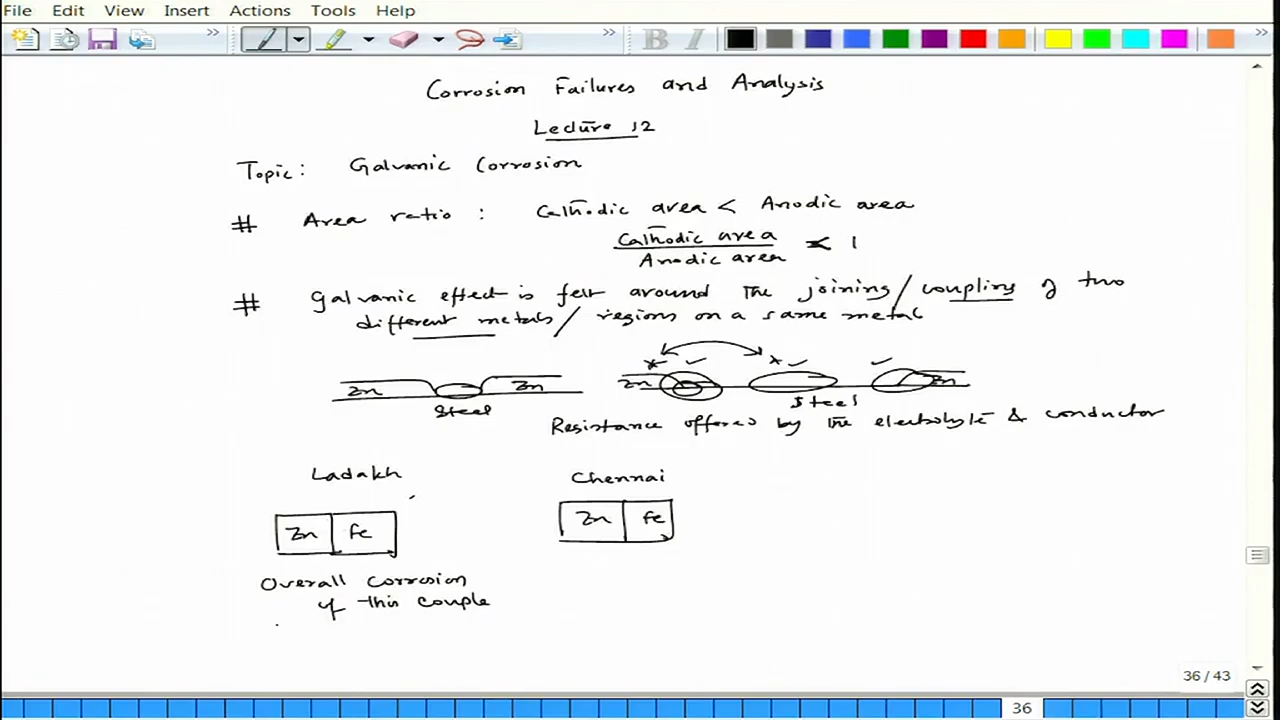 File Edit View Insert Actions Tools Help
Corrosion Failures and Analysis
Lecture 12
Topic: Galvanic Corrosion
# Area ratio : Cathodic area < Anodic area
Cathodic area
Anodic area
< 1
# Galvanic effect is felt around the joining/coupling of two
different metals/regions on a same metal
Zn Zn Zn Zn
Steel Steel
Resistance offered by the electrolyte & conductor
Ladakh Chennai
Zn Fe Zn Fe
Overall corrosion
of this couple
36 / 43
36